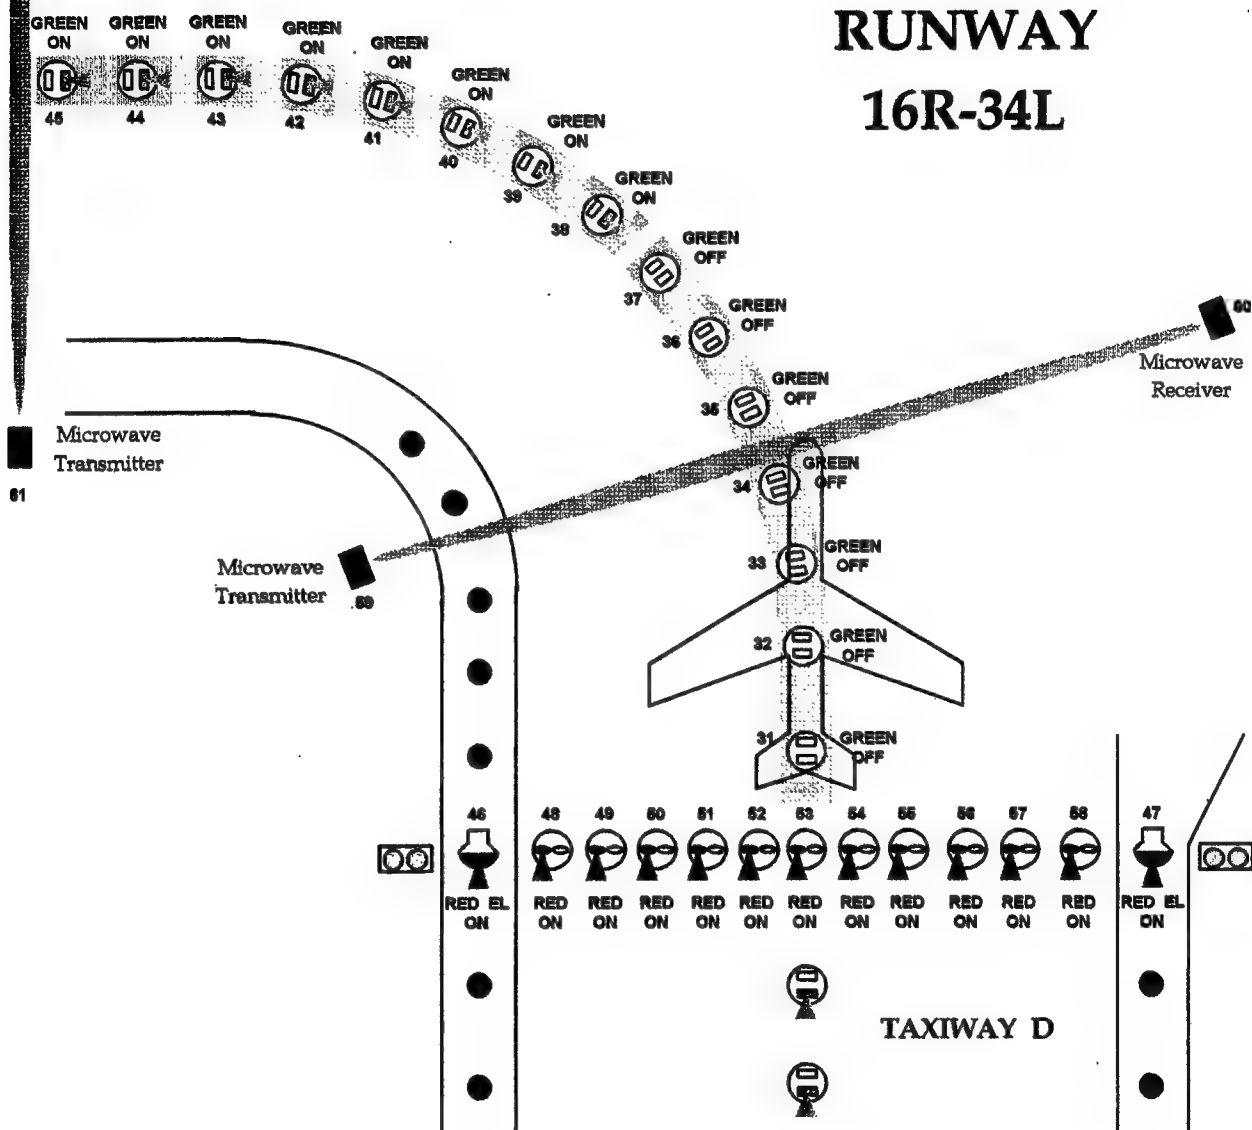 RUNWAY
16R-34L
GREEN
ON
45
GREEN
ON
44
GREEN
ON
43
GREEN
ON
42
GREEN
ON
41
GREEN
ON
40
GREEN
ON
39
GREEN
ON
38
GREEN
OFF
37
GREEN
OFF
36
GREEN
OFF
35
60
Microwave
Receiver
Microwave
Transmitter
61
GREEN
OFF
34
GREEN
OFF
33
Microwave
Transmitter
59
GREEN
OFF
32
GREEN
OFF
31
46 48 49 50 51 52 53 54 55 56 57 58 47
RED EL RED RED RED RED RED RED RED RED RED RED RED RED EL
ON ON ON ON ON ON ON ON ON ON ON ON ON
TAXIWAY D